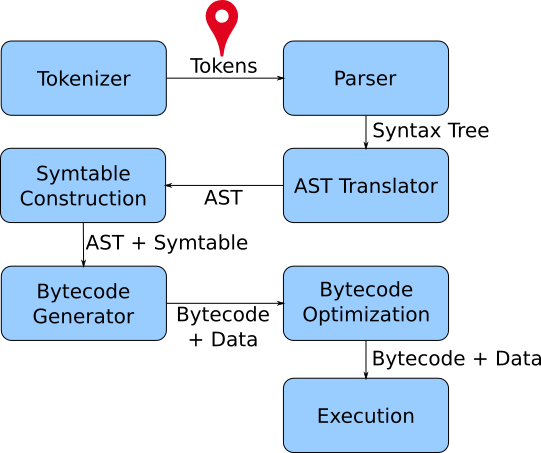 Tokenizer
Tokens
Parser
Syntax Tree
Symtable
Construction
AST
AST Translator
AST + Symtable
Bytecode
Generator
Bytecode
+ Data
Bytecode
Optimization
Bytecode + Data
Execution